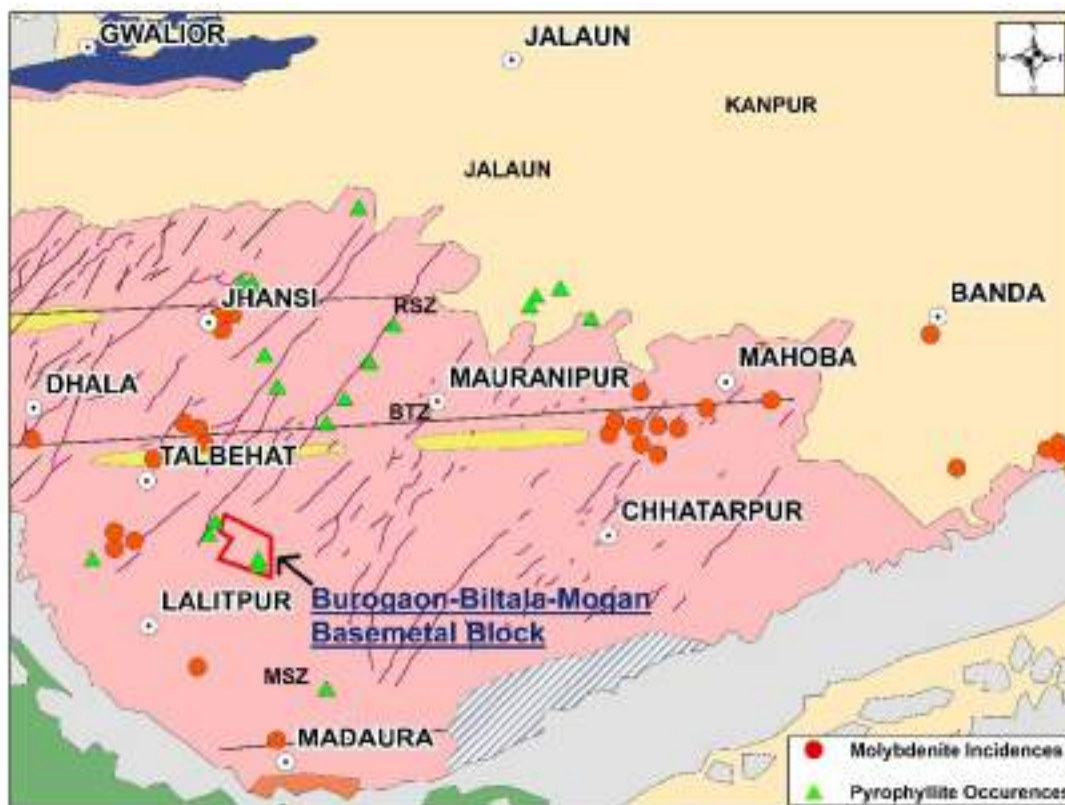 GWALIOR
JALAUN
KANPUR
JALAUN
JHANSI
RSZ
BANDA
DHALA
MAURANIPUR
MAHOBA
BTZ
TALBEHAT
CHHATARPUR
LALITPUR
Burogaon-Biltala-Mogan
Basemetal Block
MSZ
MADAURA
Molybdenite Incidences
Pyrophyllite Occurences